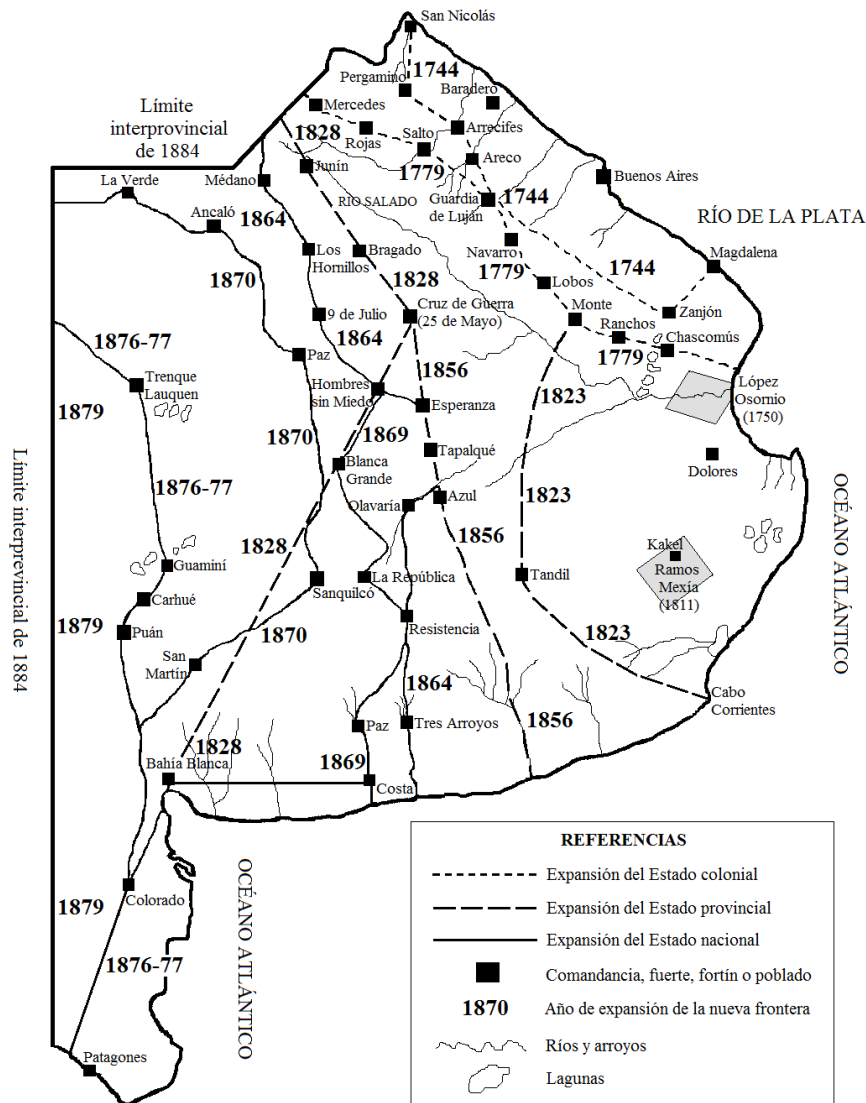 San Nicolás
1744
Pergamino
Baradero
Mercedes
Límite
interprovincial
de 1884
1828
Rojas
Salto
Arrecifes
1779
Areco
Junín
Buenos Aires
La Verde
Médano
RIO SALADO
Guardia
de Luján
1744
Ancaló
1864
RÍO DE LA PLATA
Los
Hornillos
Bragado
Navarro
1779
Magdalena
1870
1828
Lobos
1744
9 de Julio
Cruz de Guerra
(25 de Mayo)
Monte
Zanjón
Ranchos
1864
Chascomús
1876-77
Paz
1779
1856
Trenque
Lauquen
Hombres
sin Miedo
1823
López
Osornio
(1750)
1879
Esperanza
1870
1869
Tapalqué
Blanca
Grande
Dolores
Límite interprevincial de 1884
1876-77
Olavaría
Azul
1823
OCÉANO ATLÁNTICO
1828
1856
Kakel
Guaminí
La República
Tandil
Ramos
Mexía
(1811)
Sanquilcó
Carhué
1879
Puán
1870
Resistencia
1823
San
Martín
1864
Cabo
Corrientes
Paz
Tres Arroyos
1856
1828
Bahía Blanca
1869
Costa
REFERENCIAS
Expansión del Estado colonial
Expansión del Estado provincial
Expansión del Estado nacional
Comandancia, fuerte, fortín o poblado
1870
Año de expansión de la nueva frontera
Ríos y arroyos
Lagunas
OCÉANO ATLÁNTICO
1879
Colorado
1876-77
Patagones